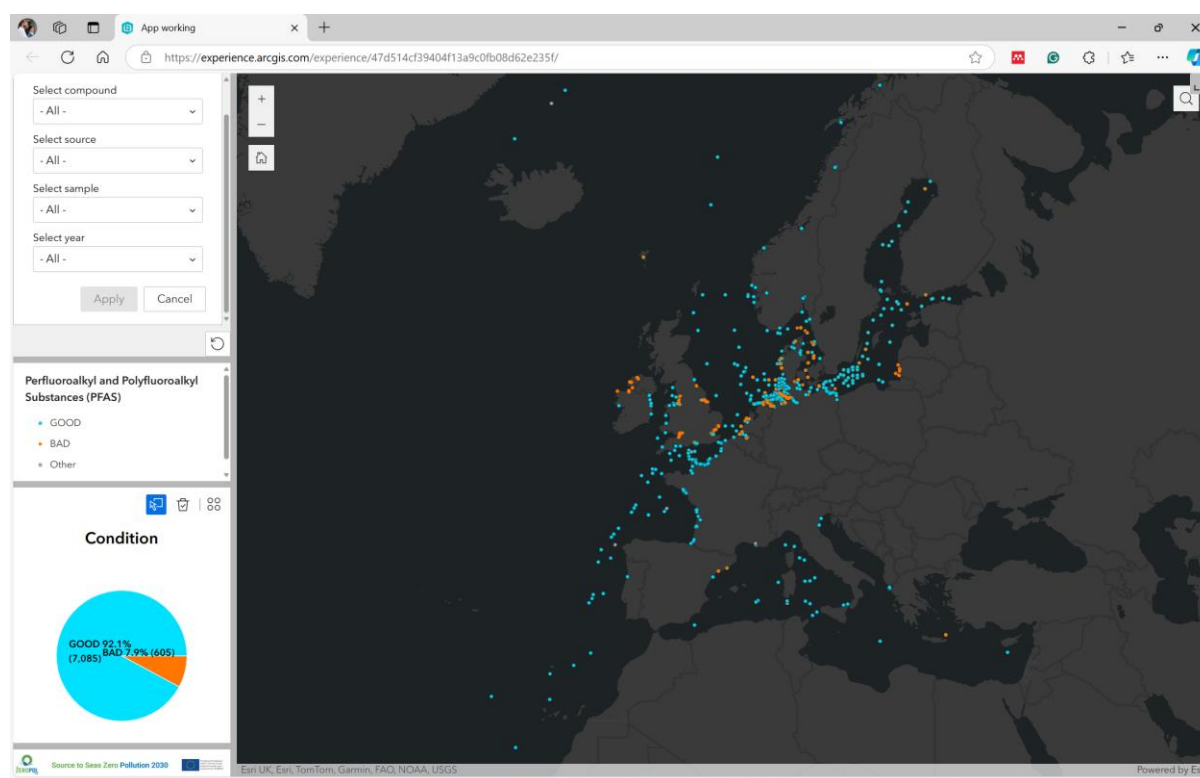 App working
https://experience.arcgis.com/experience/47d514cf39404f13a9c0fb08d62e235f/
Select compound
- All -
Select source
- All -
Select sample
- All -
Select year
- All -
Apply
Cancel
Perfluoroalkyl and Polyfluoroalkyl
Substances (PFAS)
GOOD
BAD
Other
Condition
GOOD 92.1%
(7,085)
BAD 7.9% (605)
Source to Seas Zero Pollution 2030
Esri UK, Esri, TomTom, Garmin, FAO, NOAA, USGS
Powered by Es